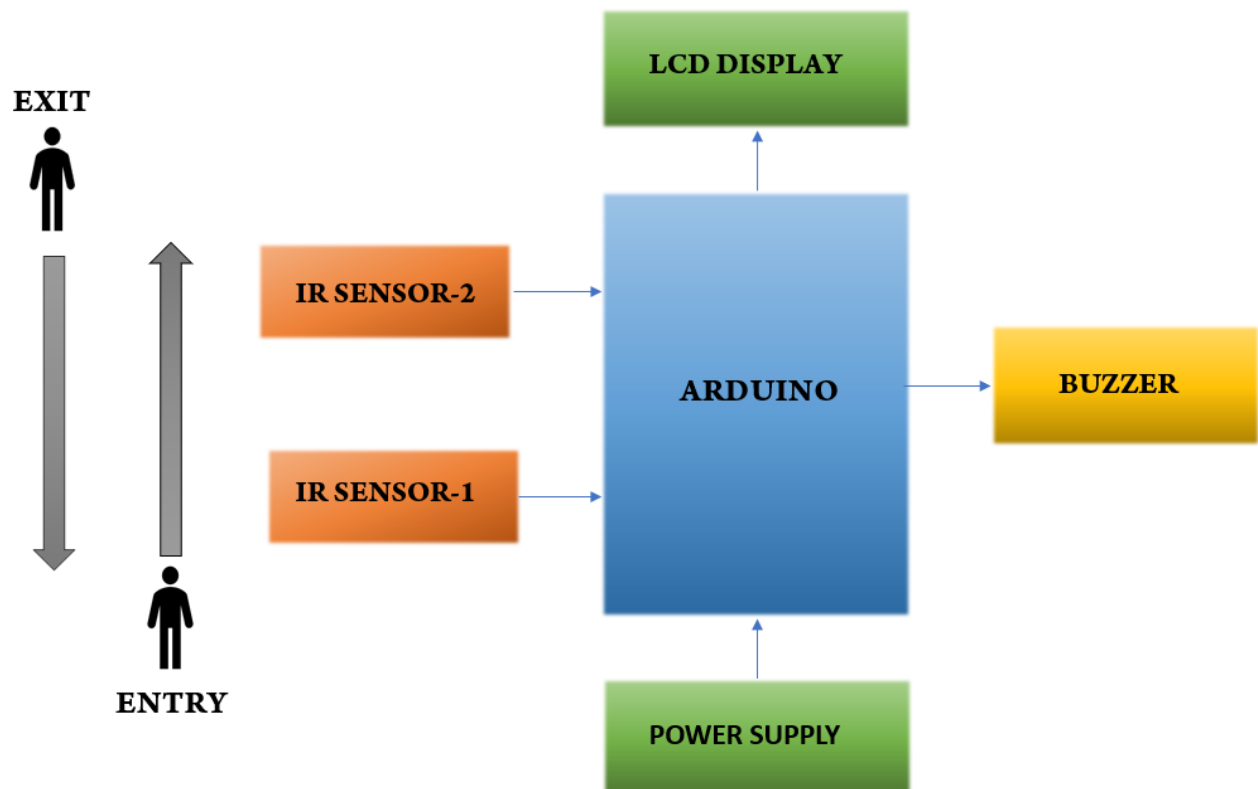 LCD DISPLAY
EXIT
IR SENSOR-2
ARDUINO
BUZZER
IR SENSOR-1
ENTRY
POWER SUPPLY